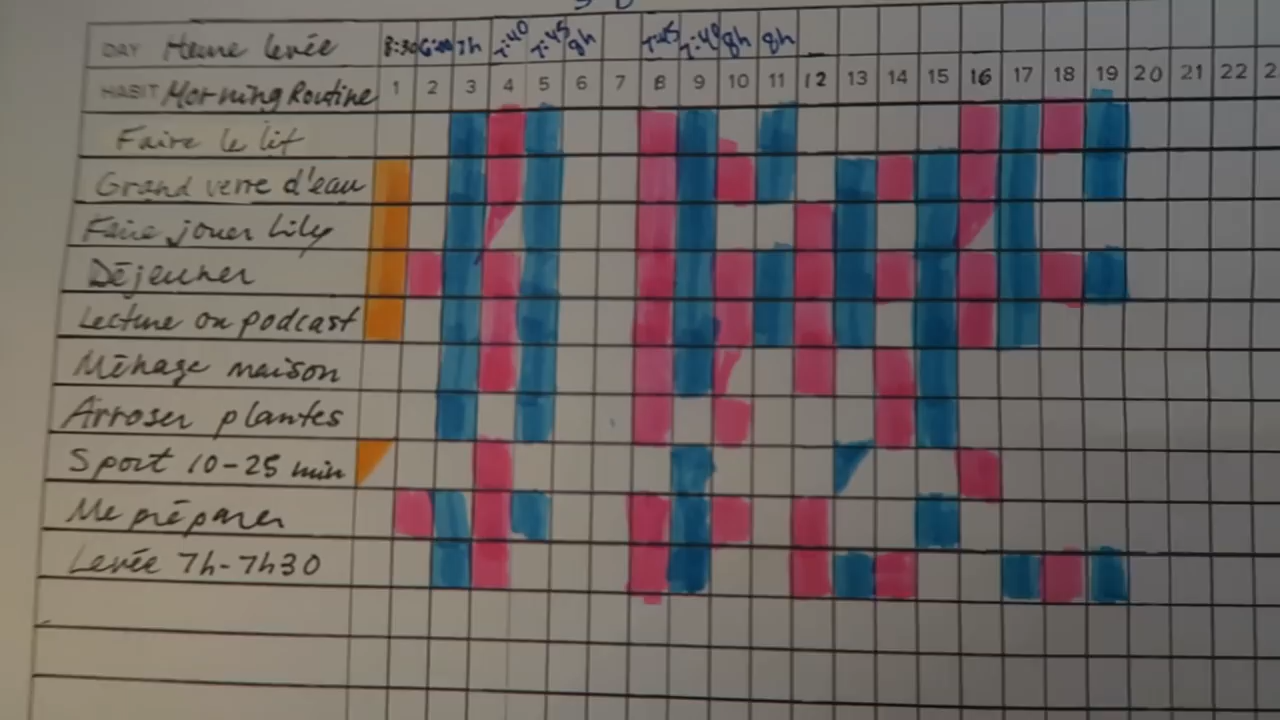 DAY Heure levée 8:30 6:00 7h 7:40 7:45 8h 7:45 7:40 8h 8h
HABIT Morning Routine 1 2 3 4 5 6 7 8 9 10 11 12 13 14 15 16 17 18 19 20 21 22 2
Faire le lit
Grand verre d'eau
Faire jouer Lily
Déjeuner
Lecture ou podcast
Ménage maison
Arroser plantes
Sport 10-25 min
Me préparer
Levée 7h-7h30